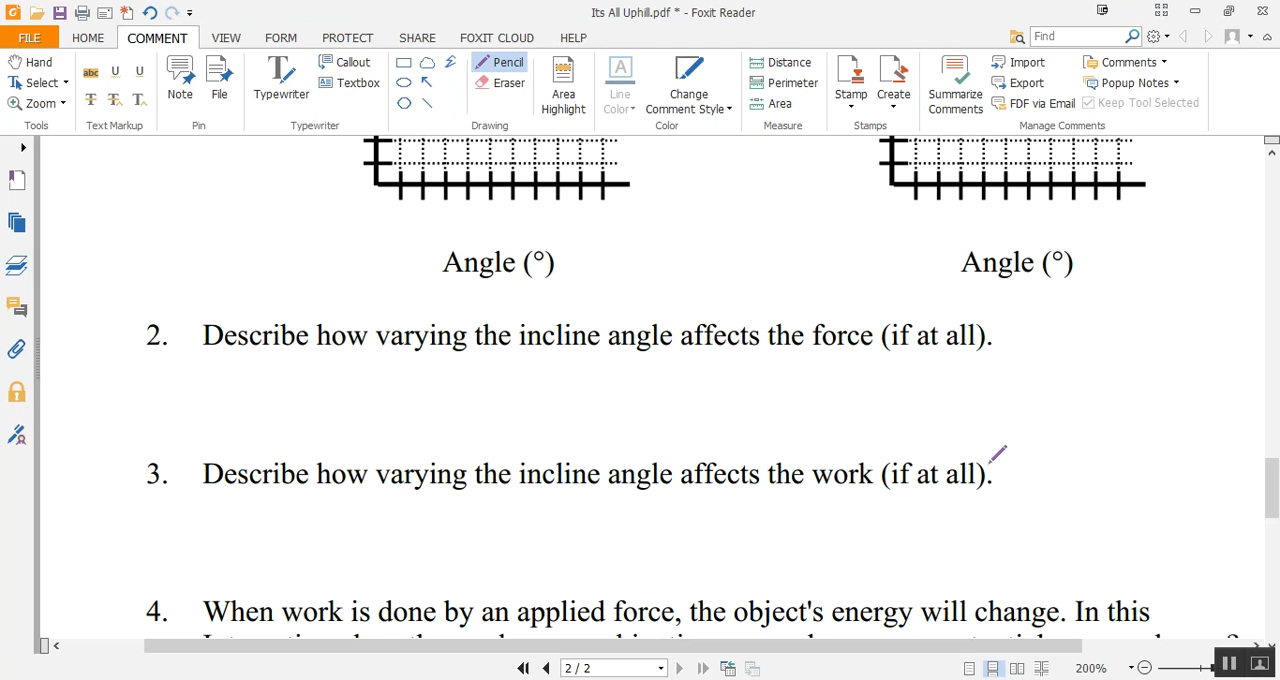 Its All Uphill.pdf * - Foxit Reader
FILE HOME COMMENT VIEW FORM PROTECT SHARE FOXIT CLOUD HELP
Find
Hand
Select
Zoom
Tools
abc U U
T T T
Text Markup
Note
File
Pin
Typewriter
Callout
Textbox
Typewriter
Pencil
Eraser
Drawing
Area
Highlight
Line
Color
Change
Comment Style
Color
Distance
Perimeter
Area
Measure
Stamp
Create
Stamps
Summarize
Comments
Import
Export
FDF via Email
Comments
Popup Notes
Keep Tool Selected
Manage Comments
Angle (°) Angle (°)
2. Describe how varying the incline angle affects the force (if at all).
3. Describe how varying the incline angle affects the work (if at all).
4. When work is done by an applied force, the object's energy will change. In this
2 / 2
200%